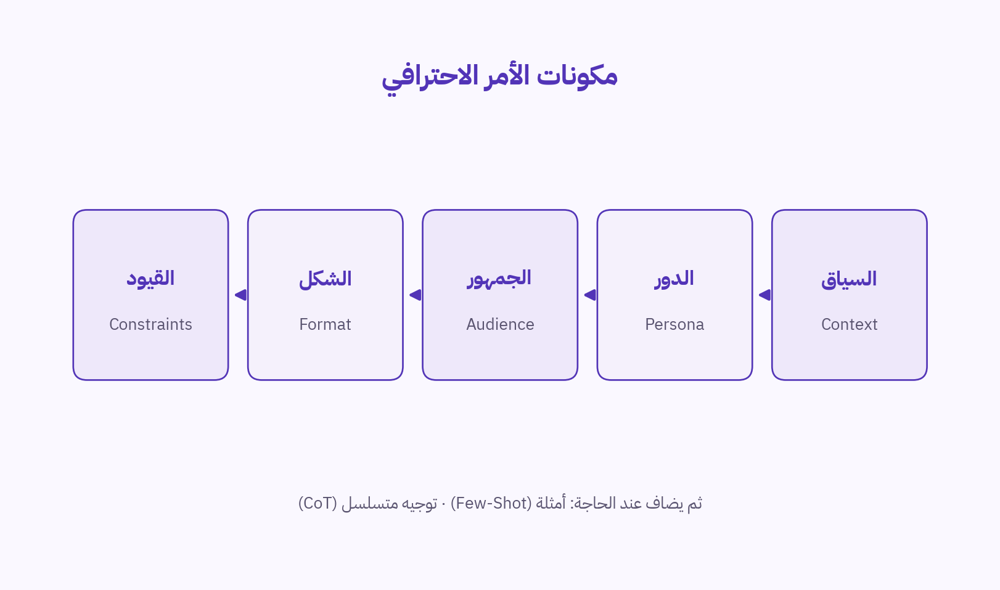 مكونات الأمر الاحترافي
السياق
Context
الدور
Persona
الجمهور
Audience
الشكل
Format
القيود
Constraints
ثم يضاف عند الحاجة: أمثلة (Few-Shot) · توجيه متسلسل (CoT)